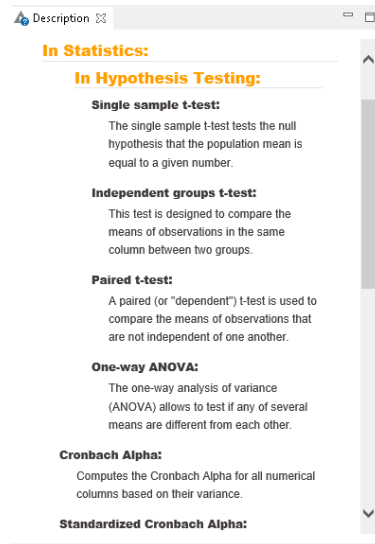 Description
In Statistics:
In Hypothesis Testing:
Single sample t-test:
The single sample t-test tests the null
hypothesis that the population mean is
equal to a given number.
Independent groups t-test:
This test is designed to compare the
means of observations in the same
column between two groups.
Paired t-test:
A paired (or "dependent") t-test is used to
compare the means of observations that
are not independent of one another.
One-way ANOVA:
The one-way analysis of variance
(ANOVA) allows to test if any of several
means are different from each other.
Cronbach Alpha:
Computes the Cronbach Alpha for all numerical
columns based on their variance.
Standardized Cronbach Alpha: